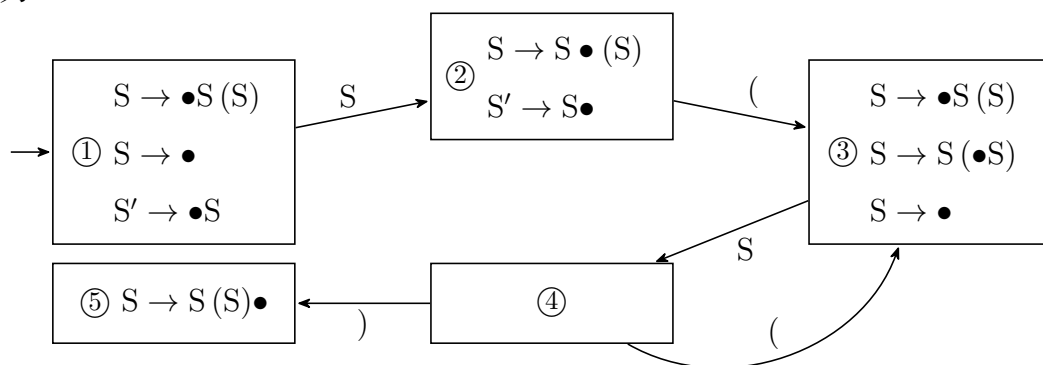 S → ●S (S)
① S → ●
S′ → ●S
S
② S → S ● (S)
S′ → S●
(
S → ●S (S)
③ S → S (●S)
S → ●
S
④
(
)
⑤ S → S (S)●